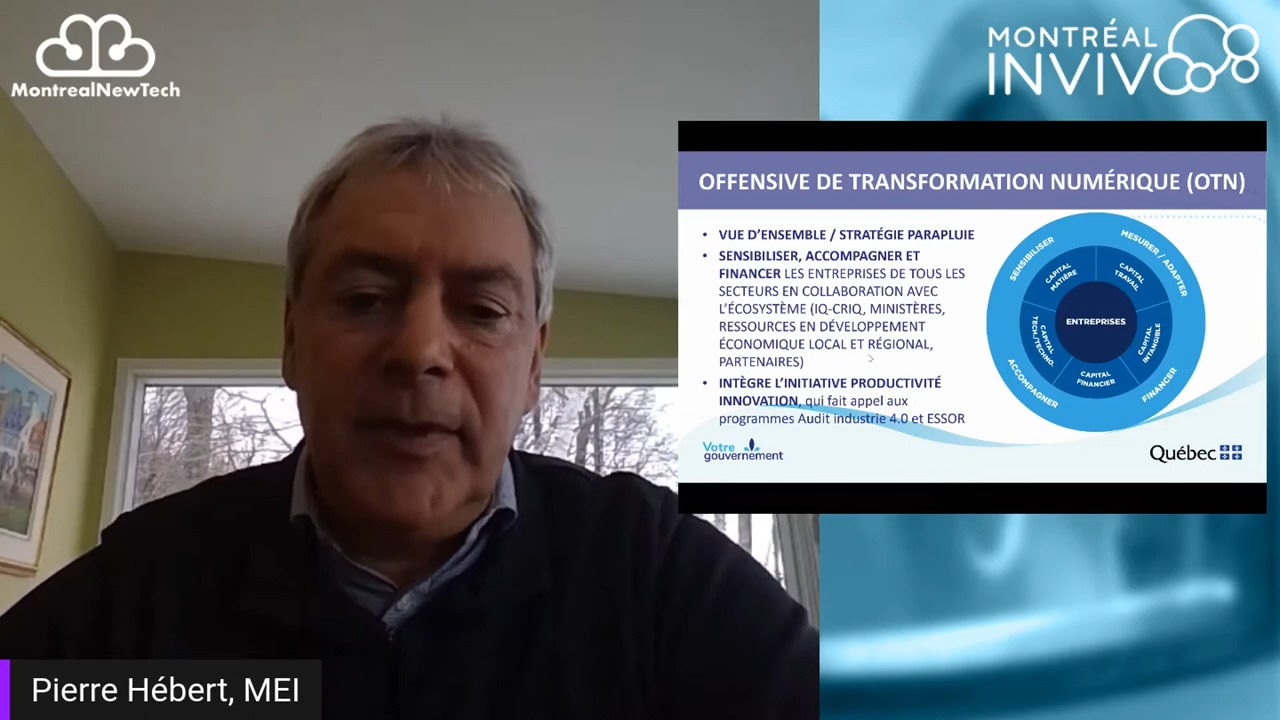 MontrealNewTech
MONTRÉAL
INVIVO
OFFENSIVE DE TRANSFORMATION NUMÉRIQUE (OTN)
• VUE D'ENSEMBLE / STRATÉGIE PARAPLUIE
• SENSIBILISER, ACCOMPAGNER ET
FINANCER LES ENTREPRISES DE TOUS LES
SECTEURS EN COLLABORATION AVEC
L'ÉCOSYSTÈME (IQ-CRIQ, MINISTÈRES,
RESSOURCES EN DÉVELOPPEMENT
ÉCONOMIQUE LOCAL ET RÉGIONAL,
PARTENAIRES)
• INTÈGRE L'INITIATIVE PRODUCTIVITÉ
INNOVATION, qui fait appel aux
programmes Audit industrie 4.0 et ESSOR
SENSIBILISER
MESURER / ADAPTER
CAPITAL
MATIÈRE
CAPITAL
TRAVAIL
ENTREPRISES
CAPITAL
TECH./TECHNO.
CAPITAL
INTANGIBLE
CAPITAL
FINANCIER
ACCOMPAGNER
FINANCER
Votre
gouvernement
Québec
Pierre Hébert, MEI